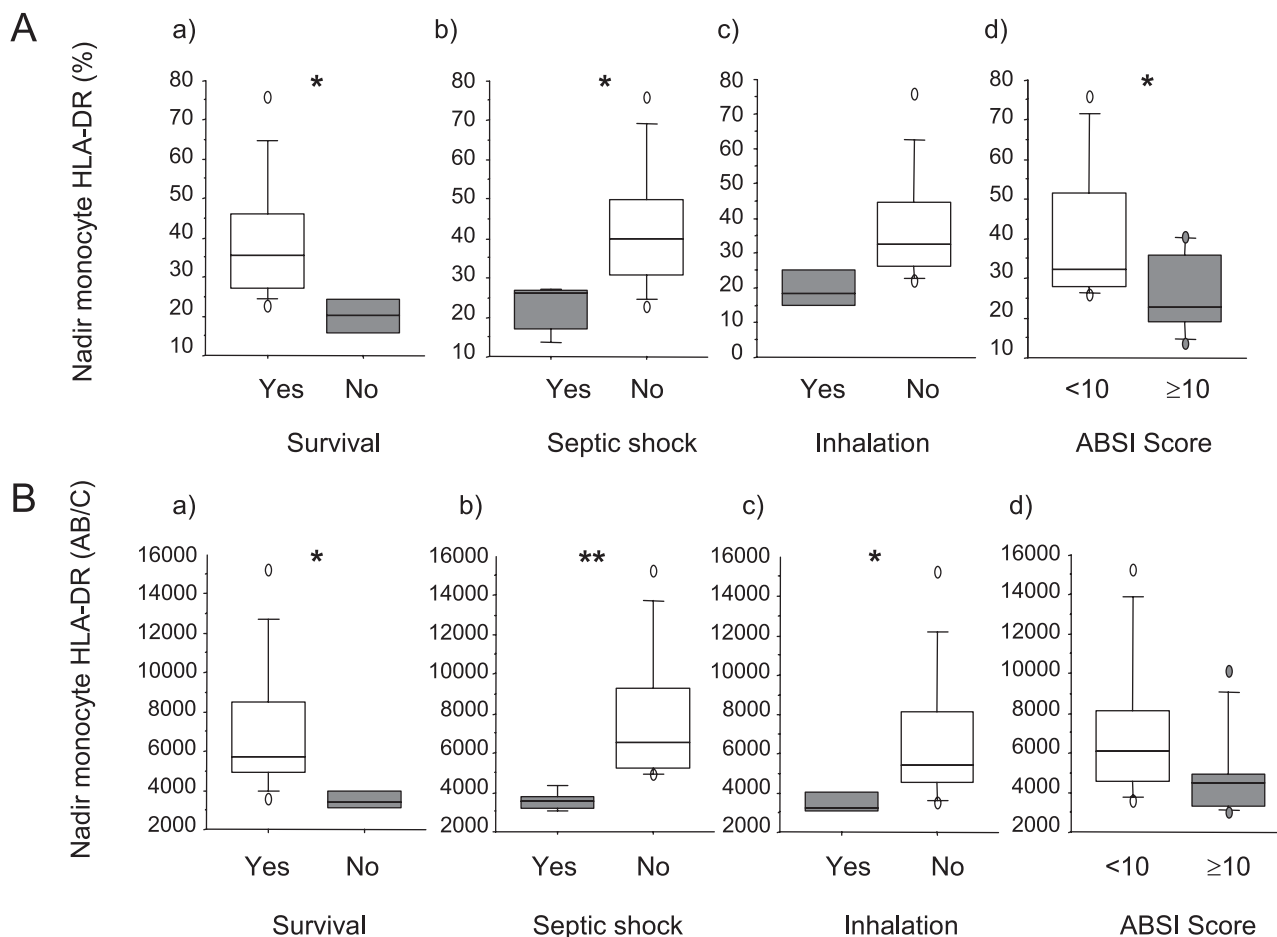 A
a)
b)
c)
d)
Nadir monocyte HLA-DR (%)
80
70
60
50
40
30
20
10
*
Yes
No
Survival
80
70
60
50
40
30
20
10
*
Yes
No
Septic shock
80
70
60
50
40
30
20
10
0
Yes
No
Inhalation
80
70
60
50
40
30
20
10
*
<10
≥10
ABSI Score
B
a)
b)
c)
d)
Nadir monocyte HLA-DR (AB/C)
16000
14000
12000
10000
8000
6000
4000
2000
*
Yes
No
Survival
16000
14000
12000
10000
8000
6000
4000
2000
**
Yes
No
Septic shock
16000
14000
12000
10000
8000
6000
4000
2000
*
Yes
No
Inhalation
16000
14000
12000
10000
8000
6000
4000
2000
<10
≥10
ABSI Score